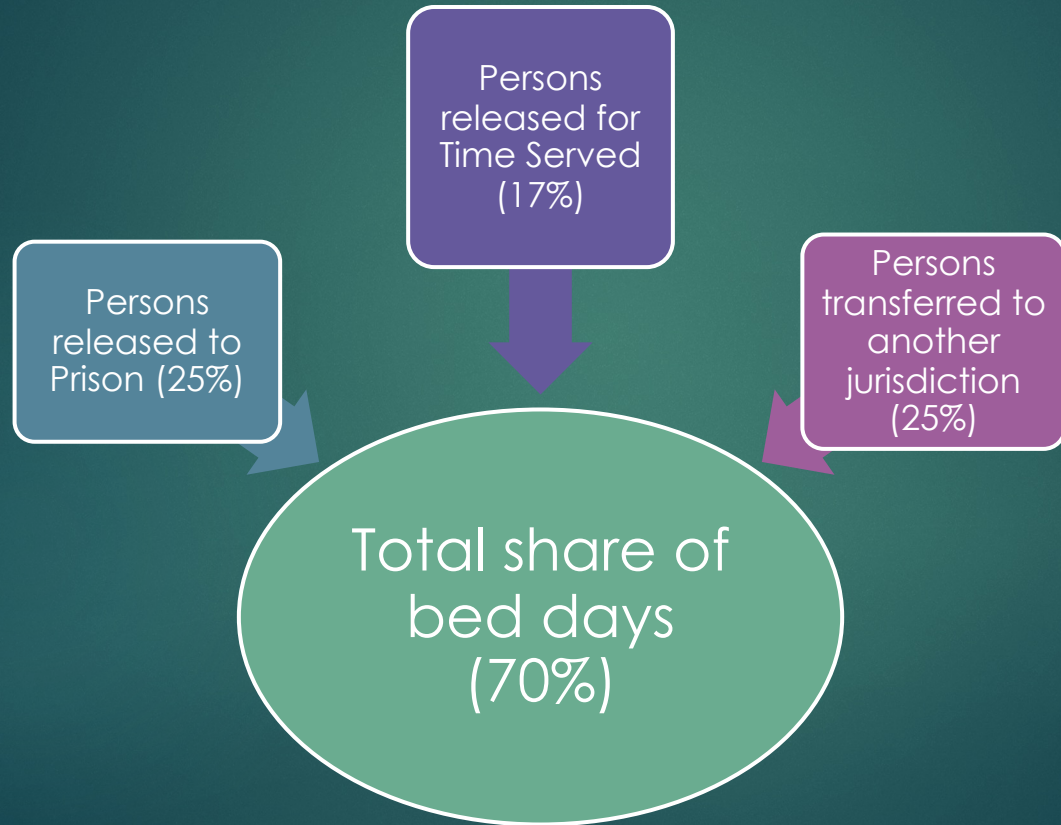 Persons
released for
Time Served
(17%)
Persons
released to
Prison (25%)
Persons
transferred to
another
jurisdiction
(25%)
Total share of
bed days
(70%)